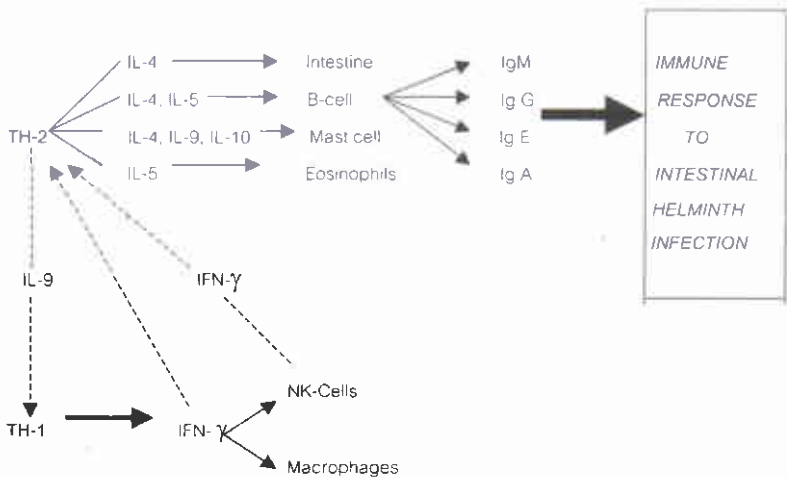 IL-4 Intestine IgM
IL-4, IL-5 B-cell Ig G
TH-2 IL-4, IL-9, IL-10 Mast cell Ig E
IL-5 Eosinophils Ig A
IMMUNE
RESPONSE
TO
INTESTINAL
HELMINTH
INFECTION
IL-9 IFN-γ
NK-Cells
TH-1 IFN- γ
Macrophages